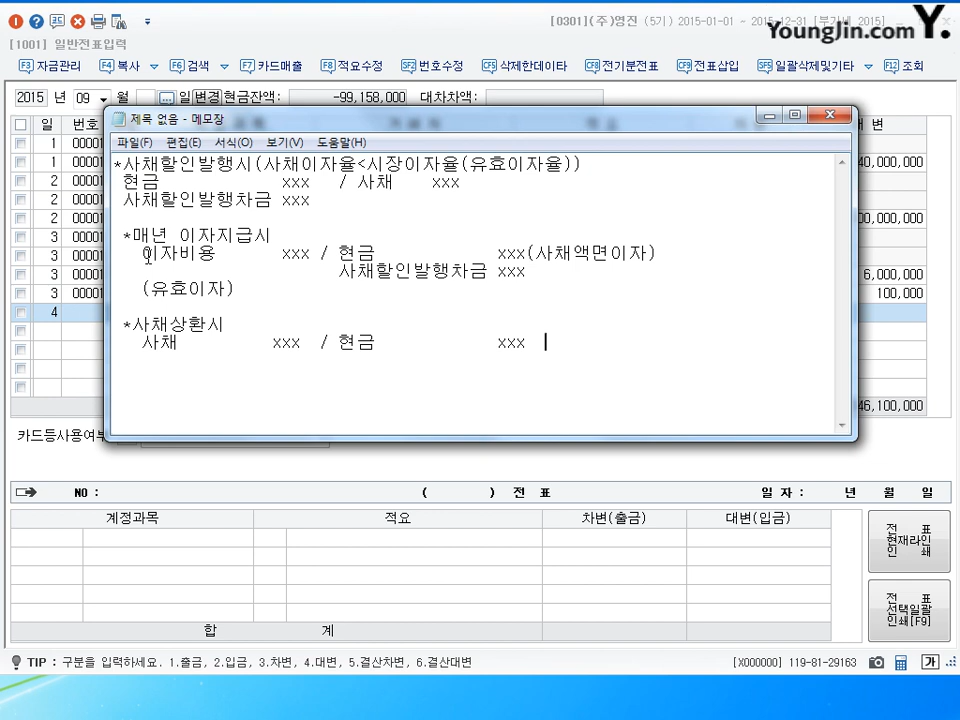 [0301](주)영진 (5기) 2015-01-01 ~ 2015-12-31 [부가세 2015]
YoungJin.com Y.
[1001] 일반전표입력
F3 자금관리 F4 복사 F6 검색 F7 카드매출 F8 적요수정 SF2 번호수정 CF5 삭제한데이타 CF8 전기분전표 CF9 전표삽입 SF5 일괄삭제및기타 F12 조회
2015 년 09 월 일 변경 현금잔액: -99,158,000 대차차액:
일 번호 변
제목 없음 - 메모장
파일(F) 편집(E) 서식(O) 보기(V) 도움말(H)
*사채할인발행시(사채이자율<시장이자율(유효이자율))
현금 xxx / 사채 xxx
사채할인발행차금 xxx
*매년 이자지급시
이자비용 xxx / 현금 xxx(사채액면이자)
사채할인발행차금 xxx
(유효이자)
*사채상환시
사채 xxx / 현금 xxx
1 0000
1 0000 40,000,000
2 0000
2 0000 00,000,000
3 0000
3 0000
3 0000 6,000,000
3 0000 100,000
4
46,100,000
카드등사용여부
NO : ( ) 전 표 일 자 : 년 월 일
계정과목 적요 차변(출금) 대변(입금)
합 계
전 표
현재라인
인 쇄
전 표
선택일괄
인쇄[F9]
TIP : 구분을 입력하세요. 1.출금, 2.입금, 3.차변, 4.대변, 5.결산차변, 6.결산대변
[X000000] 119-81-29163 가